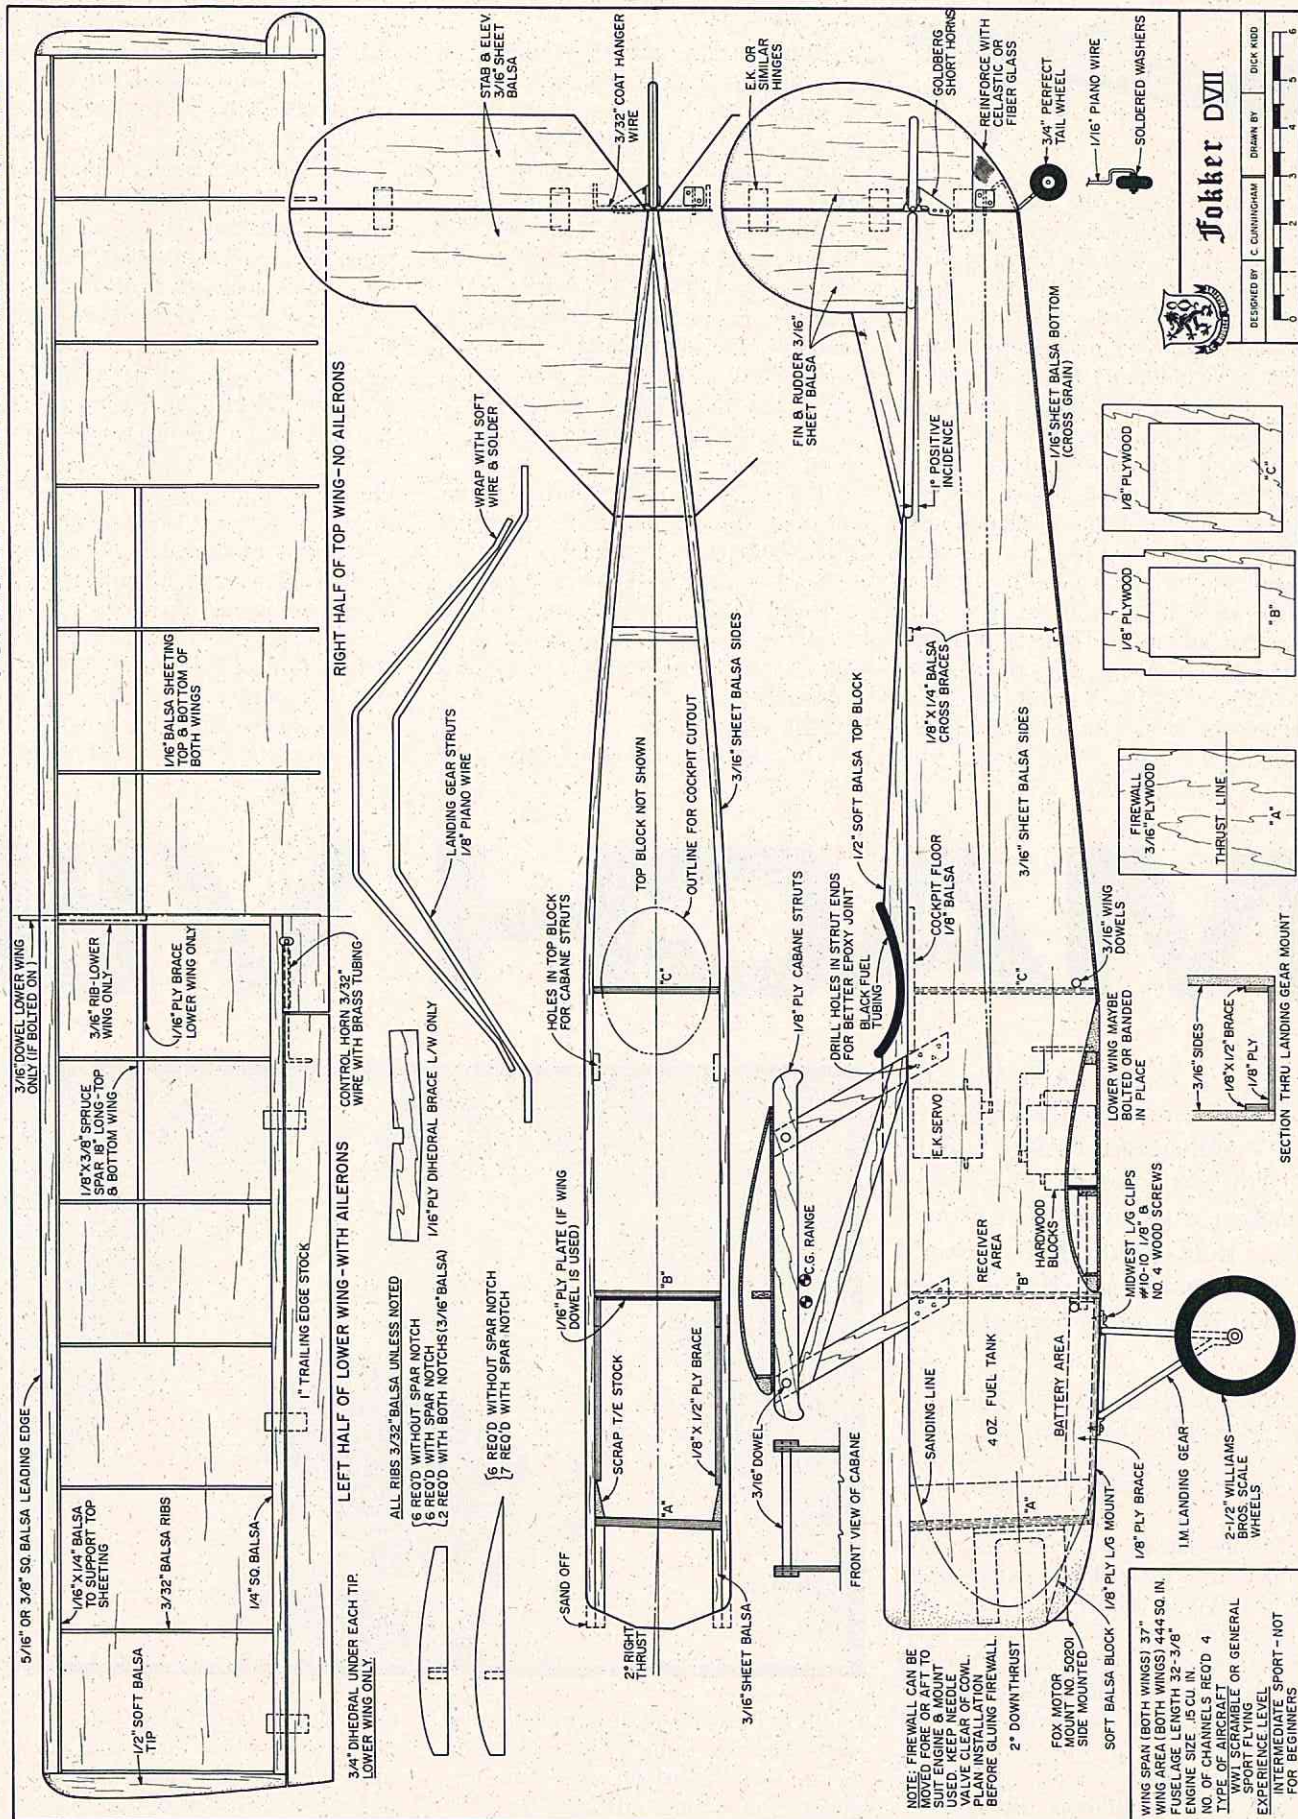 5/16" OR 3/8" SQ. BALSA LEADING EDGE
3/16" DOWEL LOWER WING
ONLY (IF BOLTED ON)
1/16" X 1/4" BALSA
TO SUPPORT TOP
SHEETING
1/2" SOFT BALSA
TIP
3/32" BALSA RIBS
1/4" SQ. BALSA
1" TRAILING EDGE STOCK
1/8" X 3/8" SPRUCE
SPAR 18" LONG-TOP
& BOTTOM WING
3/16" RIB-LOWER
WING ONLY
1/16" PLY BRACE
LOWER WING ONLY
1/16" BALSA SHEETING
TOP & BOTTOM OF
BOTH WINGS
3/4" DIHEDRAL UNDER EACH TIP.
LOWER WING ONLY.
LEFT HALF OF LOWER WING-WITH AILERONS
CONTROL HORN 3/32"
WIRE WITH BRASS TUBING
RIGHT HALF OF TOP WING-NO AILERONS
ALL RIBS 3/32" BALSA UNLESS NOTED
6 REQ'D WITHOUT SPAR NOTCH
6 REQ'D WITH SPAR NOTCH
2 REQ'D WITH BOTH NOTCHS (3/16" BALSA)
6 REQ'D WITHOUT SPAR NOTCH
7 REQ'D WITH SPAR NOTCH
1/16" PLY DIHEDRAL BRACE L/W ONLY
LANDING GEAR STRUTS
1/8" PIANO WIRE
WRAP WITH SOFT
WIRE & SOLDER
STAB & ELEV.
3/16" SHEET
BALSA
3/32" COAT HANGER
WIRE
SAND OFF
2° RIGHT
THRUST
3/16" SHEET BALSA
"A"
SCRAP T/E STOCK
1/8" X 1/2" PLY BRACE
1/16" PLY PLATE (IF WING
DOWEL IS USED)
"B"
HOLES IN TOP BLOCK
FOR CABANE STRUTS
"C"
TOP BLOCK NOT SHOWN
OUTLINE FOR COCKPIT CUTOUT
3/16" SHEET BALSA SIDES
E.K. OR
SIMILAR
HINGES
FRONT VIEW OF CABANE
3/16" DOWEL
C.G. RANGE
1/8" PLY CABANE STRUTS
DRILL HOLES IN STRUT ENDS
FOR BETTER EPOXY JOINT
BLACK FUEL
TUBING
1/2" SOFT BALSA TOP BLOCK
FIN & RUDDER 3/16"
SHEET BALSA
1° POSITIVE
INCIDENCE
GOLDBERG
SHORT HORNS
REINFORCE WITH
CELASTIC OR
FIBER GLASS
3/4" PERFECT
TAIL WHEEL
1/16" PIANO WIRE
SOLDERED WASHERS
NOTE: FIREWALL CAN BE
MOVED FORE OR AFT TO
SUIT ENGINE & MOUNT
USED. KEEP NEEDLE
VALVE CLEAR OF COWL.
PLAN INSTALLATION
BEFORE GLUING FIREWALL.
2° DOWNTHRUST
FOX MOTOR
MOUNT NO. 50201
SIDE MOUNTED
SOFT BALSA BLOCK
SANDING LINE
4 OZ. FUEL TANK
BATTERY AREA
"A"
"B"
RECEIVER
AREA
E.K. SERVO
HARDWOOD
BLOCKS
COCKPIT FLOOR
1/8" BALSA
1/8" X 1/4" BALSA
CROSS BRACES
3/16" SHEET BALSA SIDES
"C"
3/16" WING
DOWELS
LOWER WING MAYBE
BOLTED OR BANDED
IN PLACE
1/16" SHEET BALSA BOTTOM
(CROSS GRAIN)
1/8" PLY L/G MOUNT
1/8" PLY BRACE
I.M. LANDING GEAR
2-1/2" WILLIAMS
BROS. SCALE
WHEELS
MIDWEST L/G CLIPS
#10-10 1/8" &
NO. 4 WOOD SCREWS
3/16" SIDES
1/8" X 1/2" BRACE
1/8" PLY
SECTION THRU LANDING GEAR MOUNT
FIREWALL
3/16" PLYWOOD
THRUST LINE
"A"
1/8" PLYWOOD
"B"
1/8" PLYWOOD
"C"
WING SPAN (BOTH WINGS) 37"
WING AREA (BOTH WINGS) 444 SQ. IN.
FUSELAGE LENGTH 32-3/8"
ENGINE SIZE .15 CU. IN.
NO. OF CHANNELS REQ'D 4
TYPE OF AIRCRAFT
WWI SCRAMBLE OR GENERAL
SPORT FLYING
EXPERIENCE LEVEL
INTERMEDIATE SPORT-NOT
FOR BEGINNERS
Fokker DVII
DESIGNED BY C. CUNNINGHAM DRAWN BY DICK KIDD
0 1 2 3 4 5 6